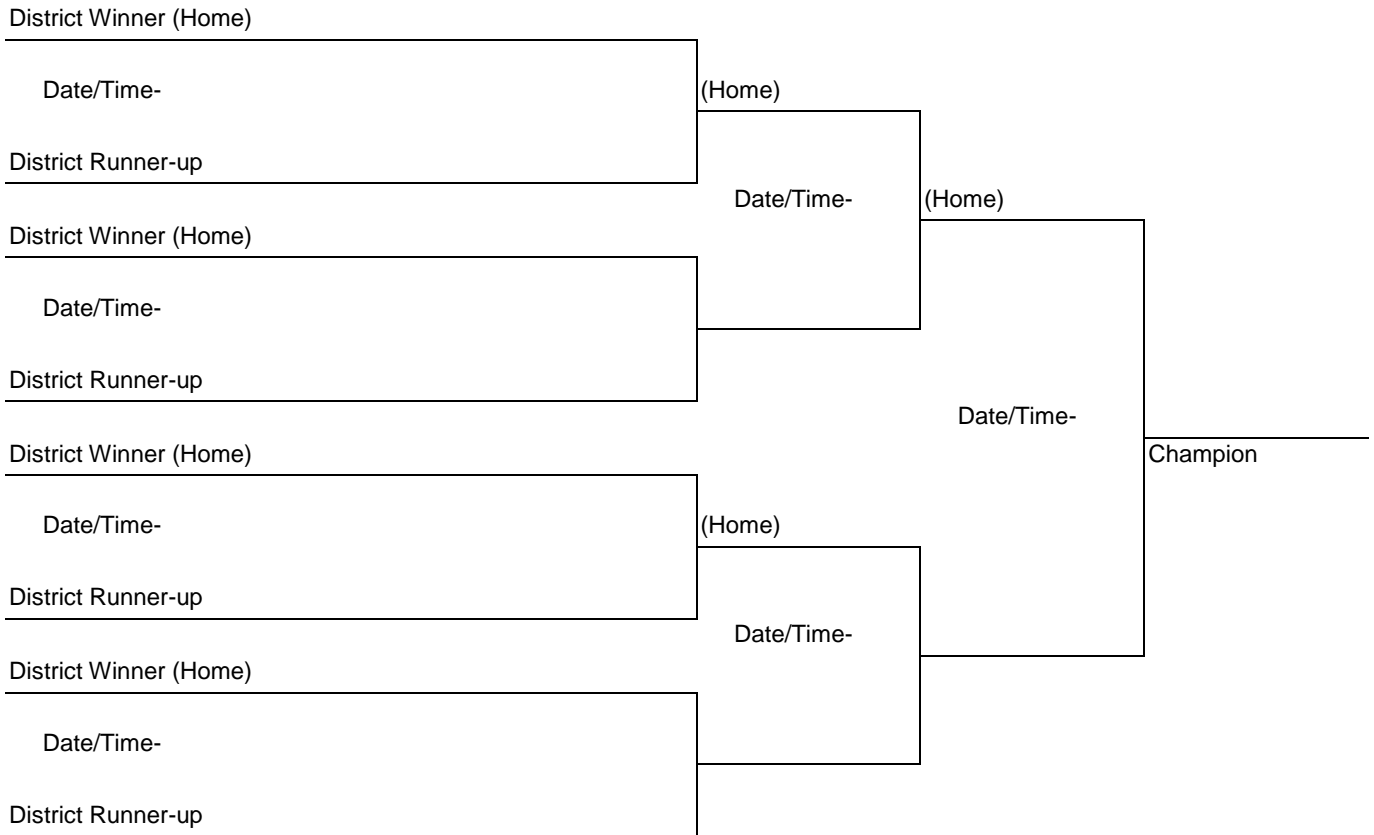 District Winner (Home)
Date/Time-
(Home)
District Runner-up
Date/Time-
(Home)
District Winner (Home)
Date/Time-
District Runner-up
Date/Time-
District Winner (Home)
Champion
Date/Time-
(Home)
District Runner-up
Date/Time-
District Winner (Home)
Date/Time-
District Runner-up